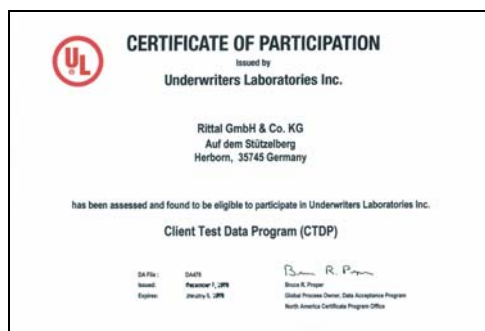 UL
CERTIFICATE OF PARTICIPATION
Issued by
Underwriters Laboratories Inc.
Rittal GmbH & Co. KG
Auf dem Stützelberg
Herborn, 35745 Germany
has been assessed and found to be eligible to participate in Underwriters Laboratories Inc.
Client Test Data Program (CTDP)
DA File:
Issued: December
Expires: January
Bruce R. Proper
Global Process Owner, Data Acceptance Program
North America Certificate Program Office